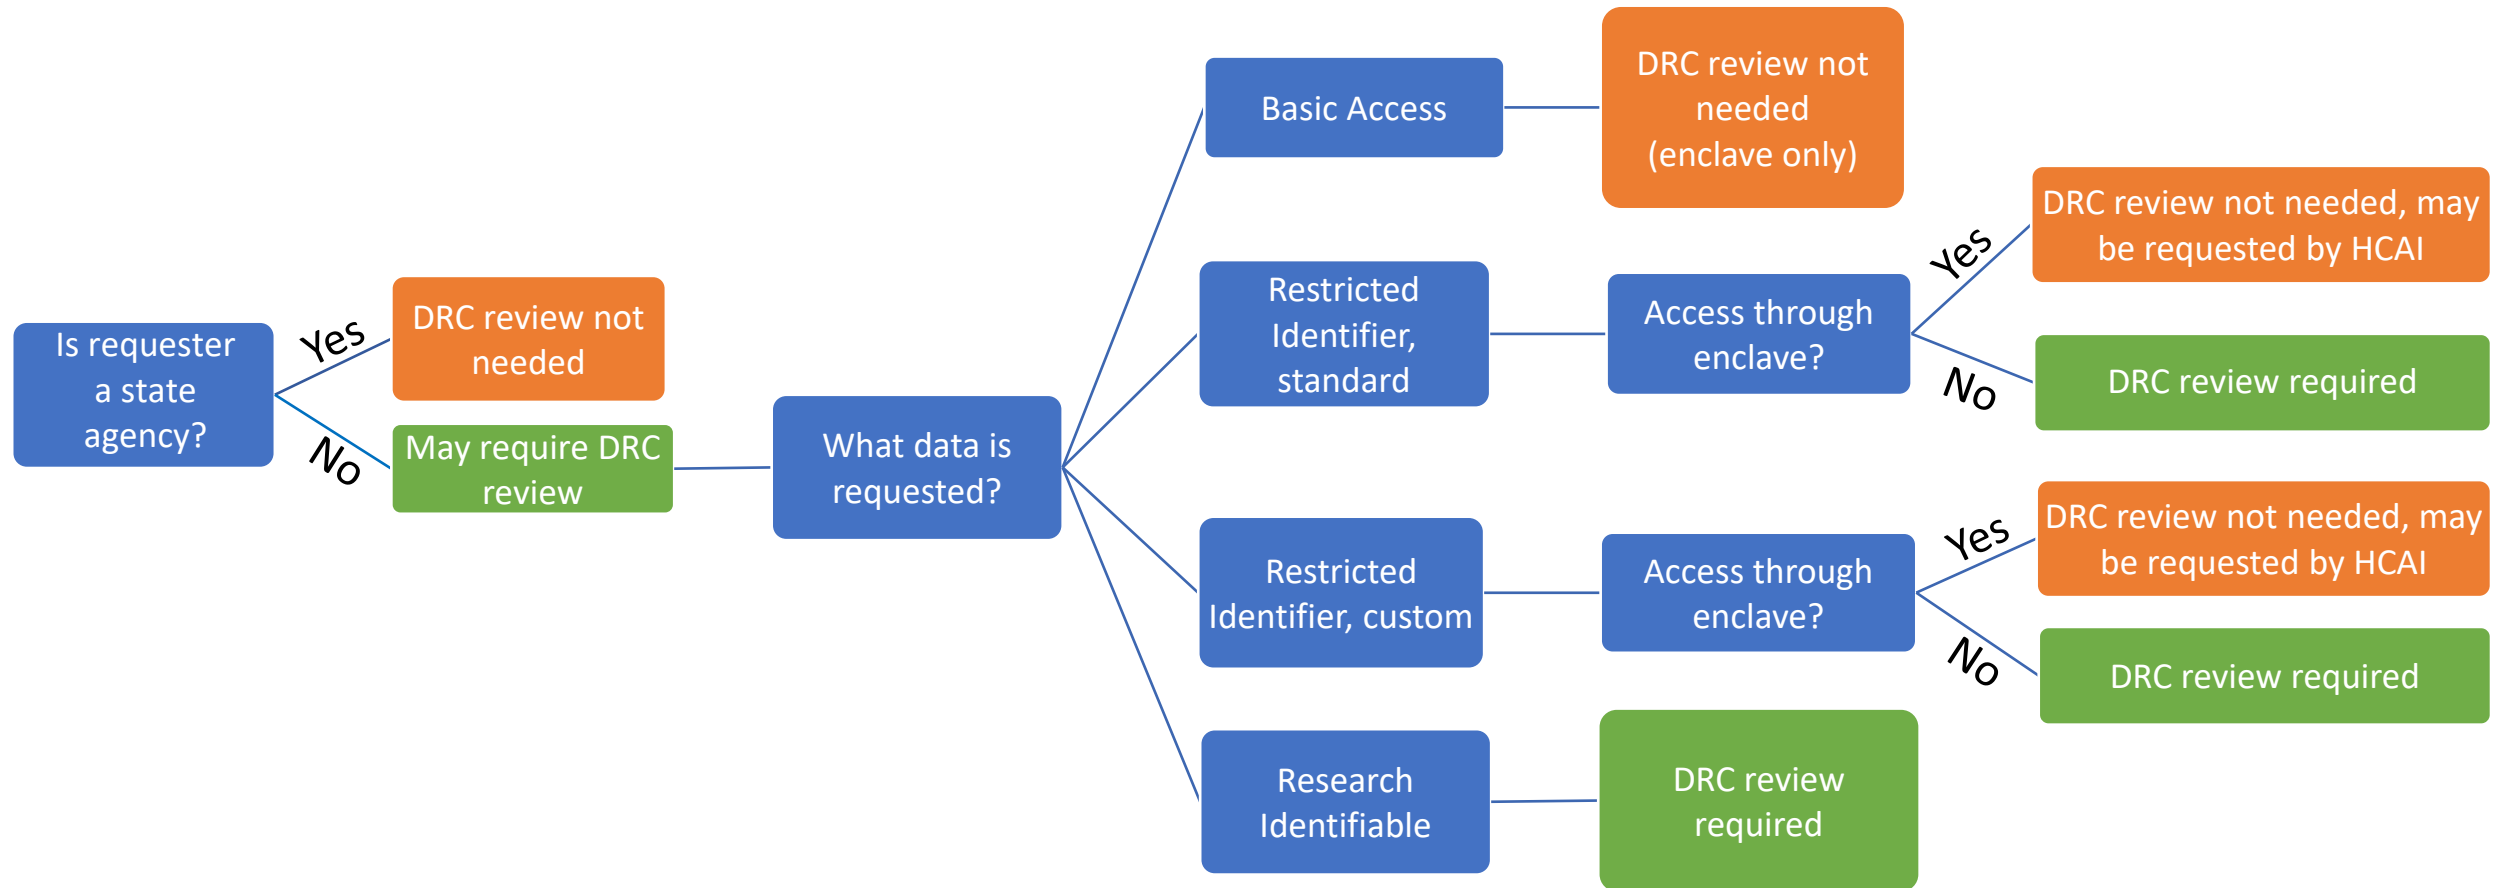 Is requester
a state
agency?
Yes
No
DRC review not
needed
May require DRC
review
What data is
requested?
Basic Access
DRC review not
needed
(enclave only)
Restricted
Identifier,
standard
Access through
enclave?
Yes
No
DRC review not needed, may
be requested by HCAI
DRC review required
Restricted
Identifier, custom
Access through
enclave?
Yes
No
DRC review not needed, may
be requested by HCAI
DRC review required
Research
Identifiable
DRC review
required